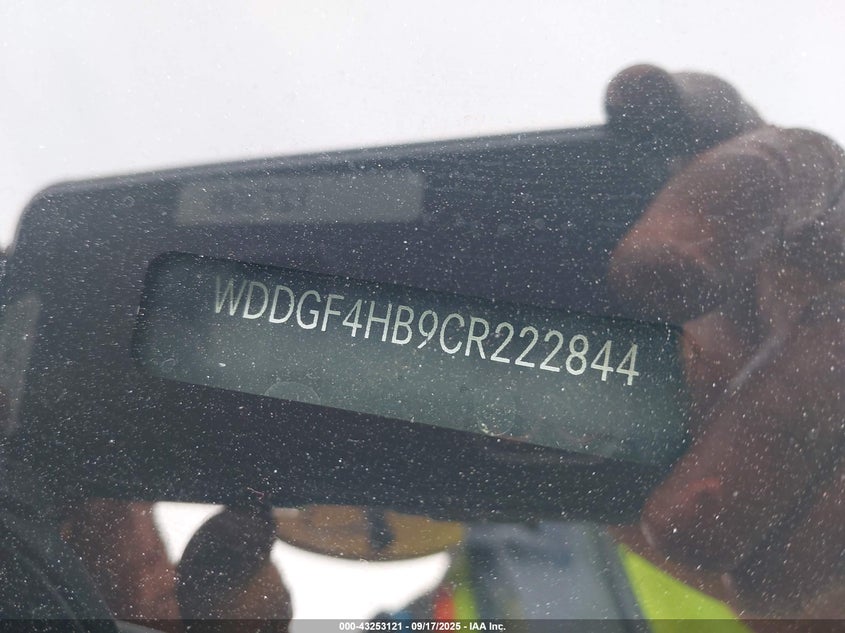 WDDGF4HB9CR222844
000-43253121 - 09/17/2025 - IAA Inc.